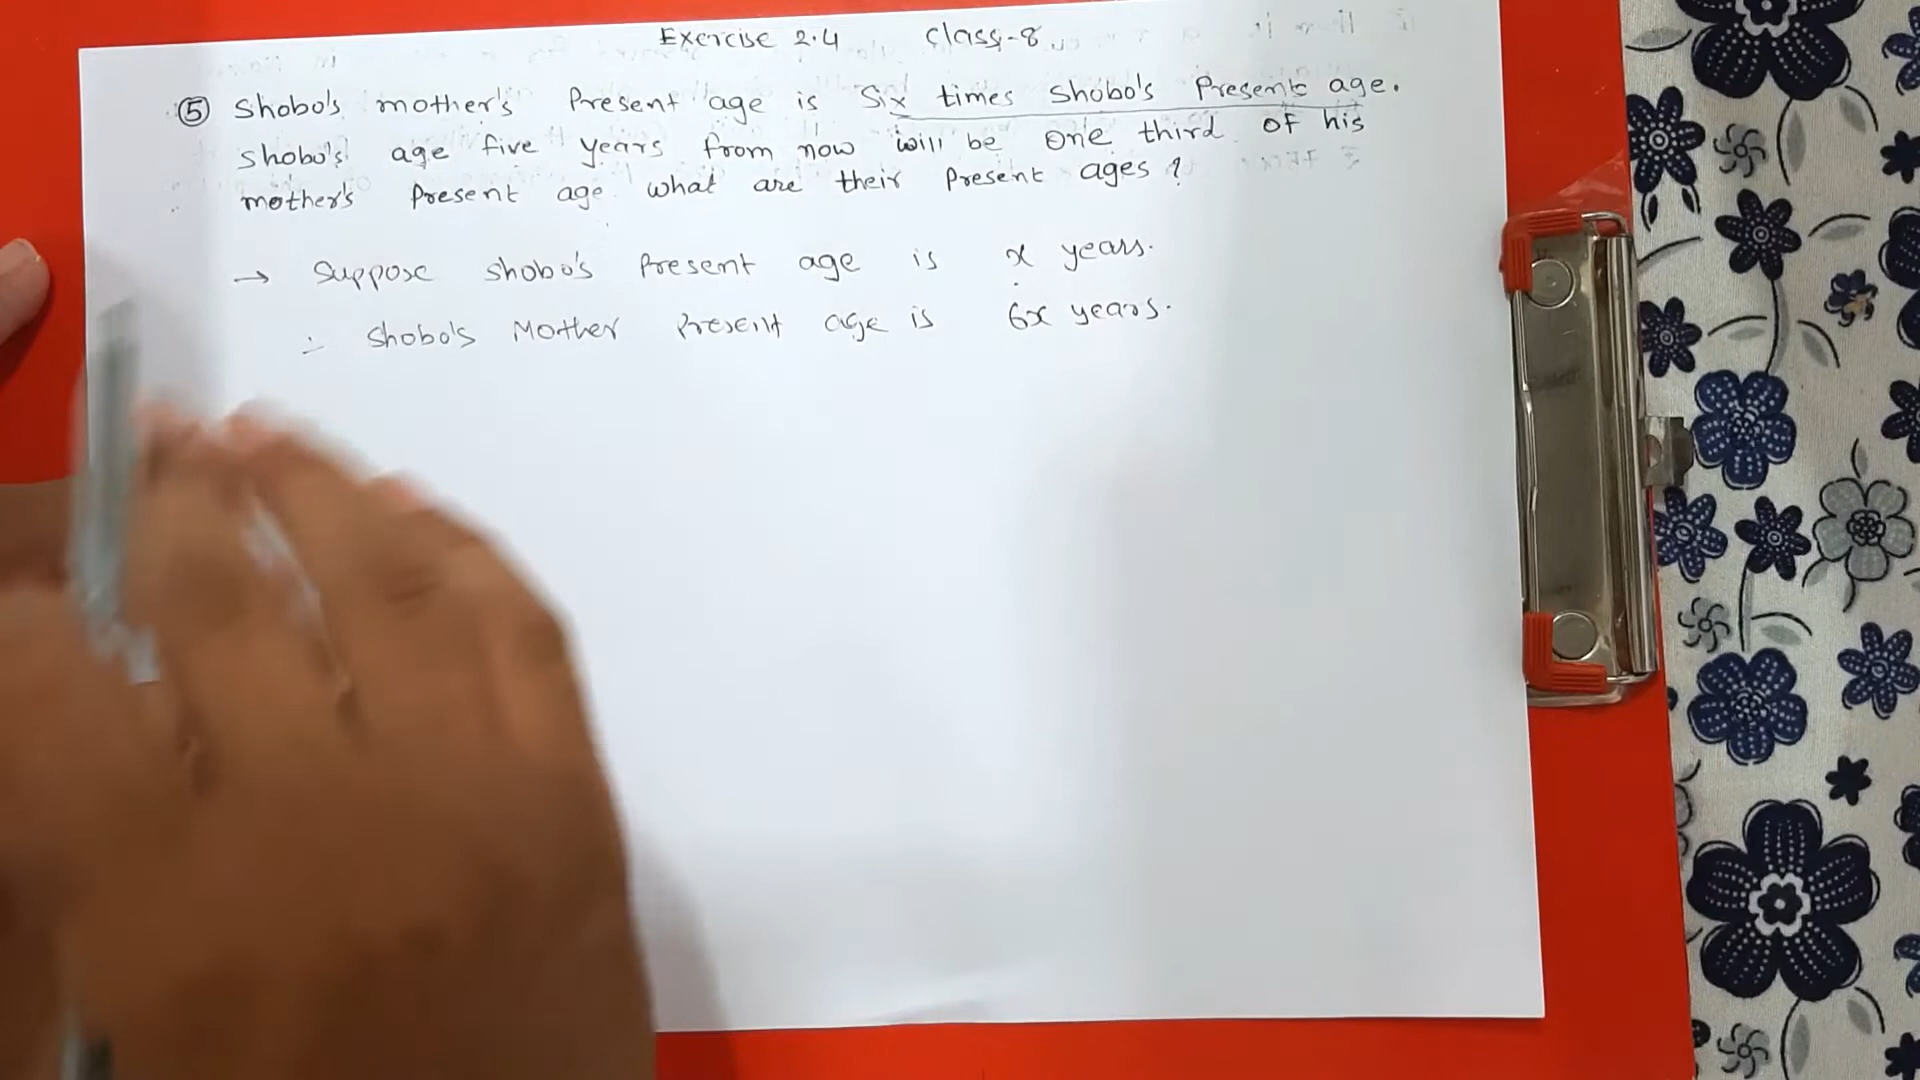 Exercise 2.4 Class-8
⑤ Shobo's mother's Present age is Six times Shobo's Present age.
Shobo's age five years from now will be one third of his
mother's Present age what are their Present ages?
→ Suppose Shobo's Present age is x years.
∴ Shobo's Mother Present age is 6x years.